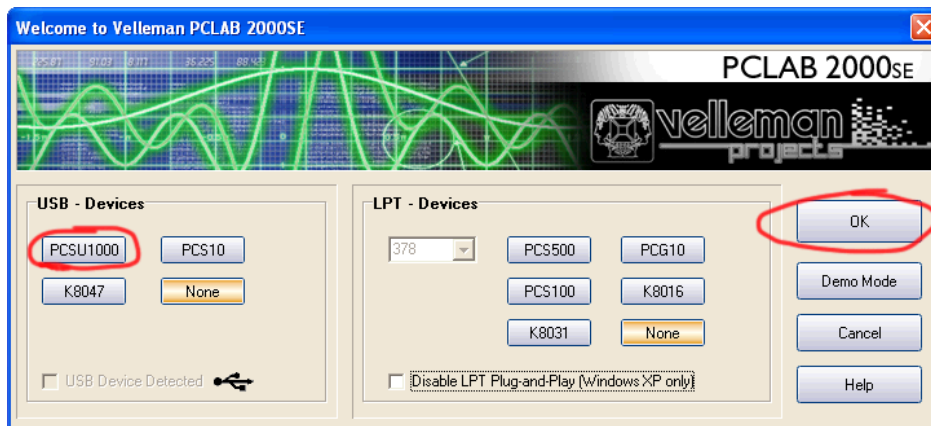 Welcome to Velleman PCLAB 2000SE
PCLAB 2000SE
velleman
projects
USB - Devices
PCSU1000
PCS10
K8047
None
USB Device Detected
LPT - Devices
378
PCS500
PCG10
PCS100
K8016
K8031
None
Disable LPT Plug-and-Play (Windows XP only)
OK
Demo Mode
Cancel
Help